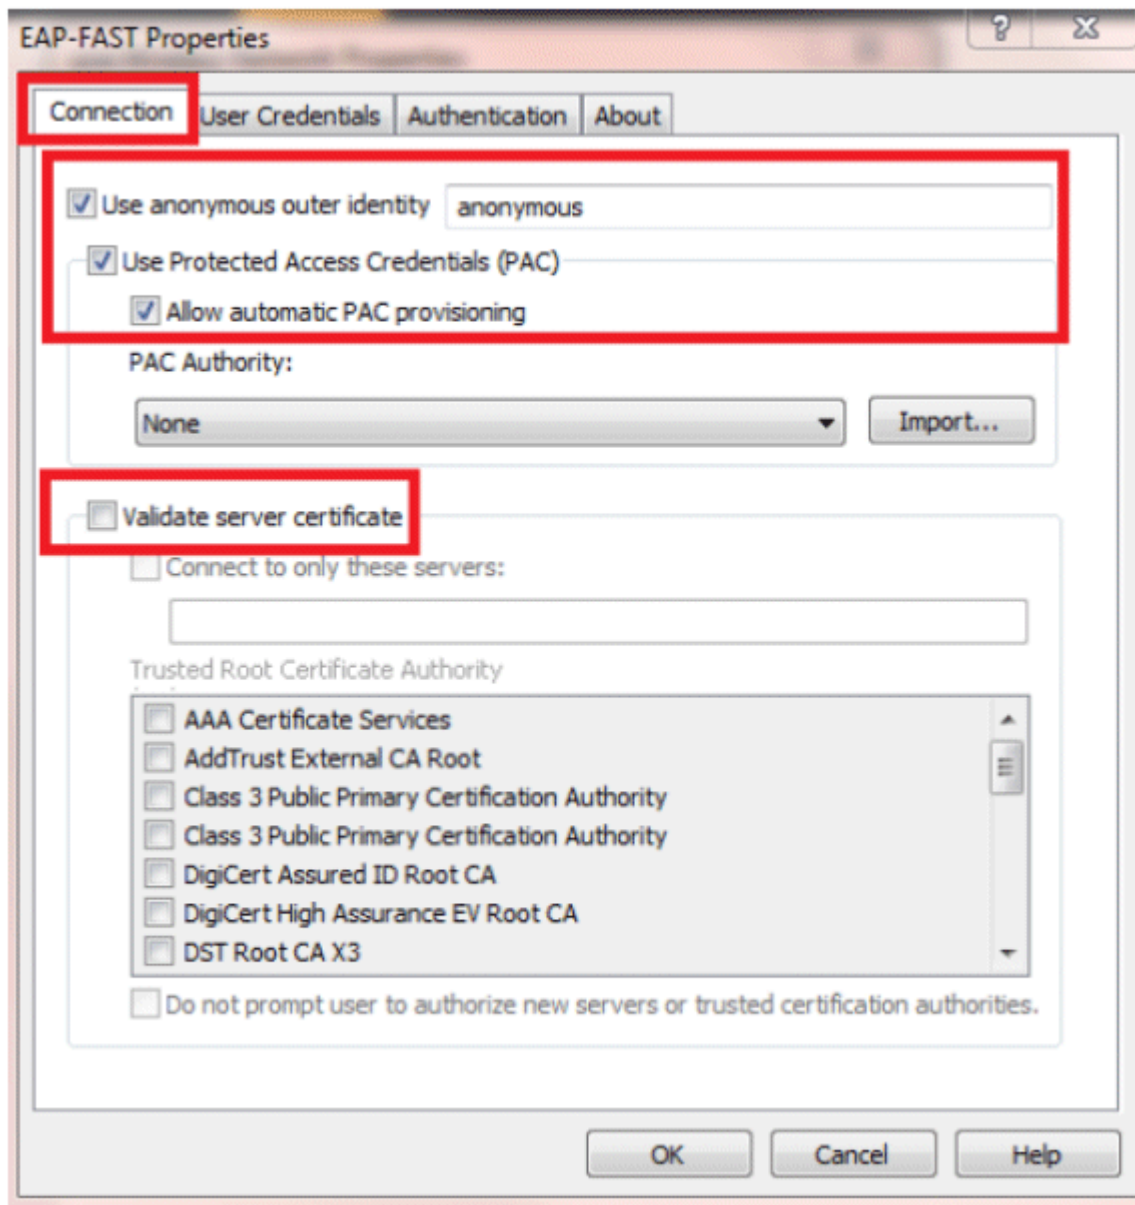 EAP-FAST Properties
Connection User Credentials Authentication About
Use anonymous outer identity anonymous
Use Protected Access Credentials (PAC)
Allow automatic PAC provisioning
PAC Authority:
None Import...
Validate server certificate
Connect to only these servers:
Trusted Root Certificate Authority
AAA Certificate Services
AddTrust External CA Root
Class 3 Public Primary Certification Authority
Class 3 Public Primary Certification Authority
DigiCert Assured ID Root CA
DigiCert High Assurance EV Root CA
DST Root CA X3
Do not prompt user to authorize new servers or trusted certification authorities.
OK Cancel Help